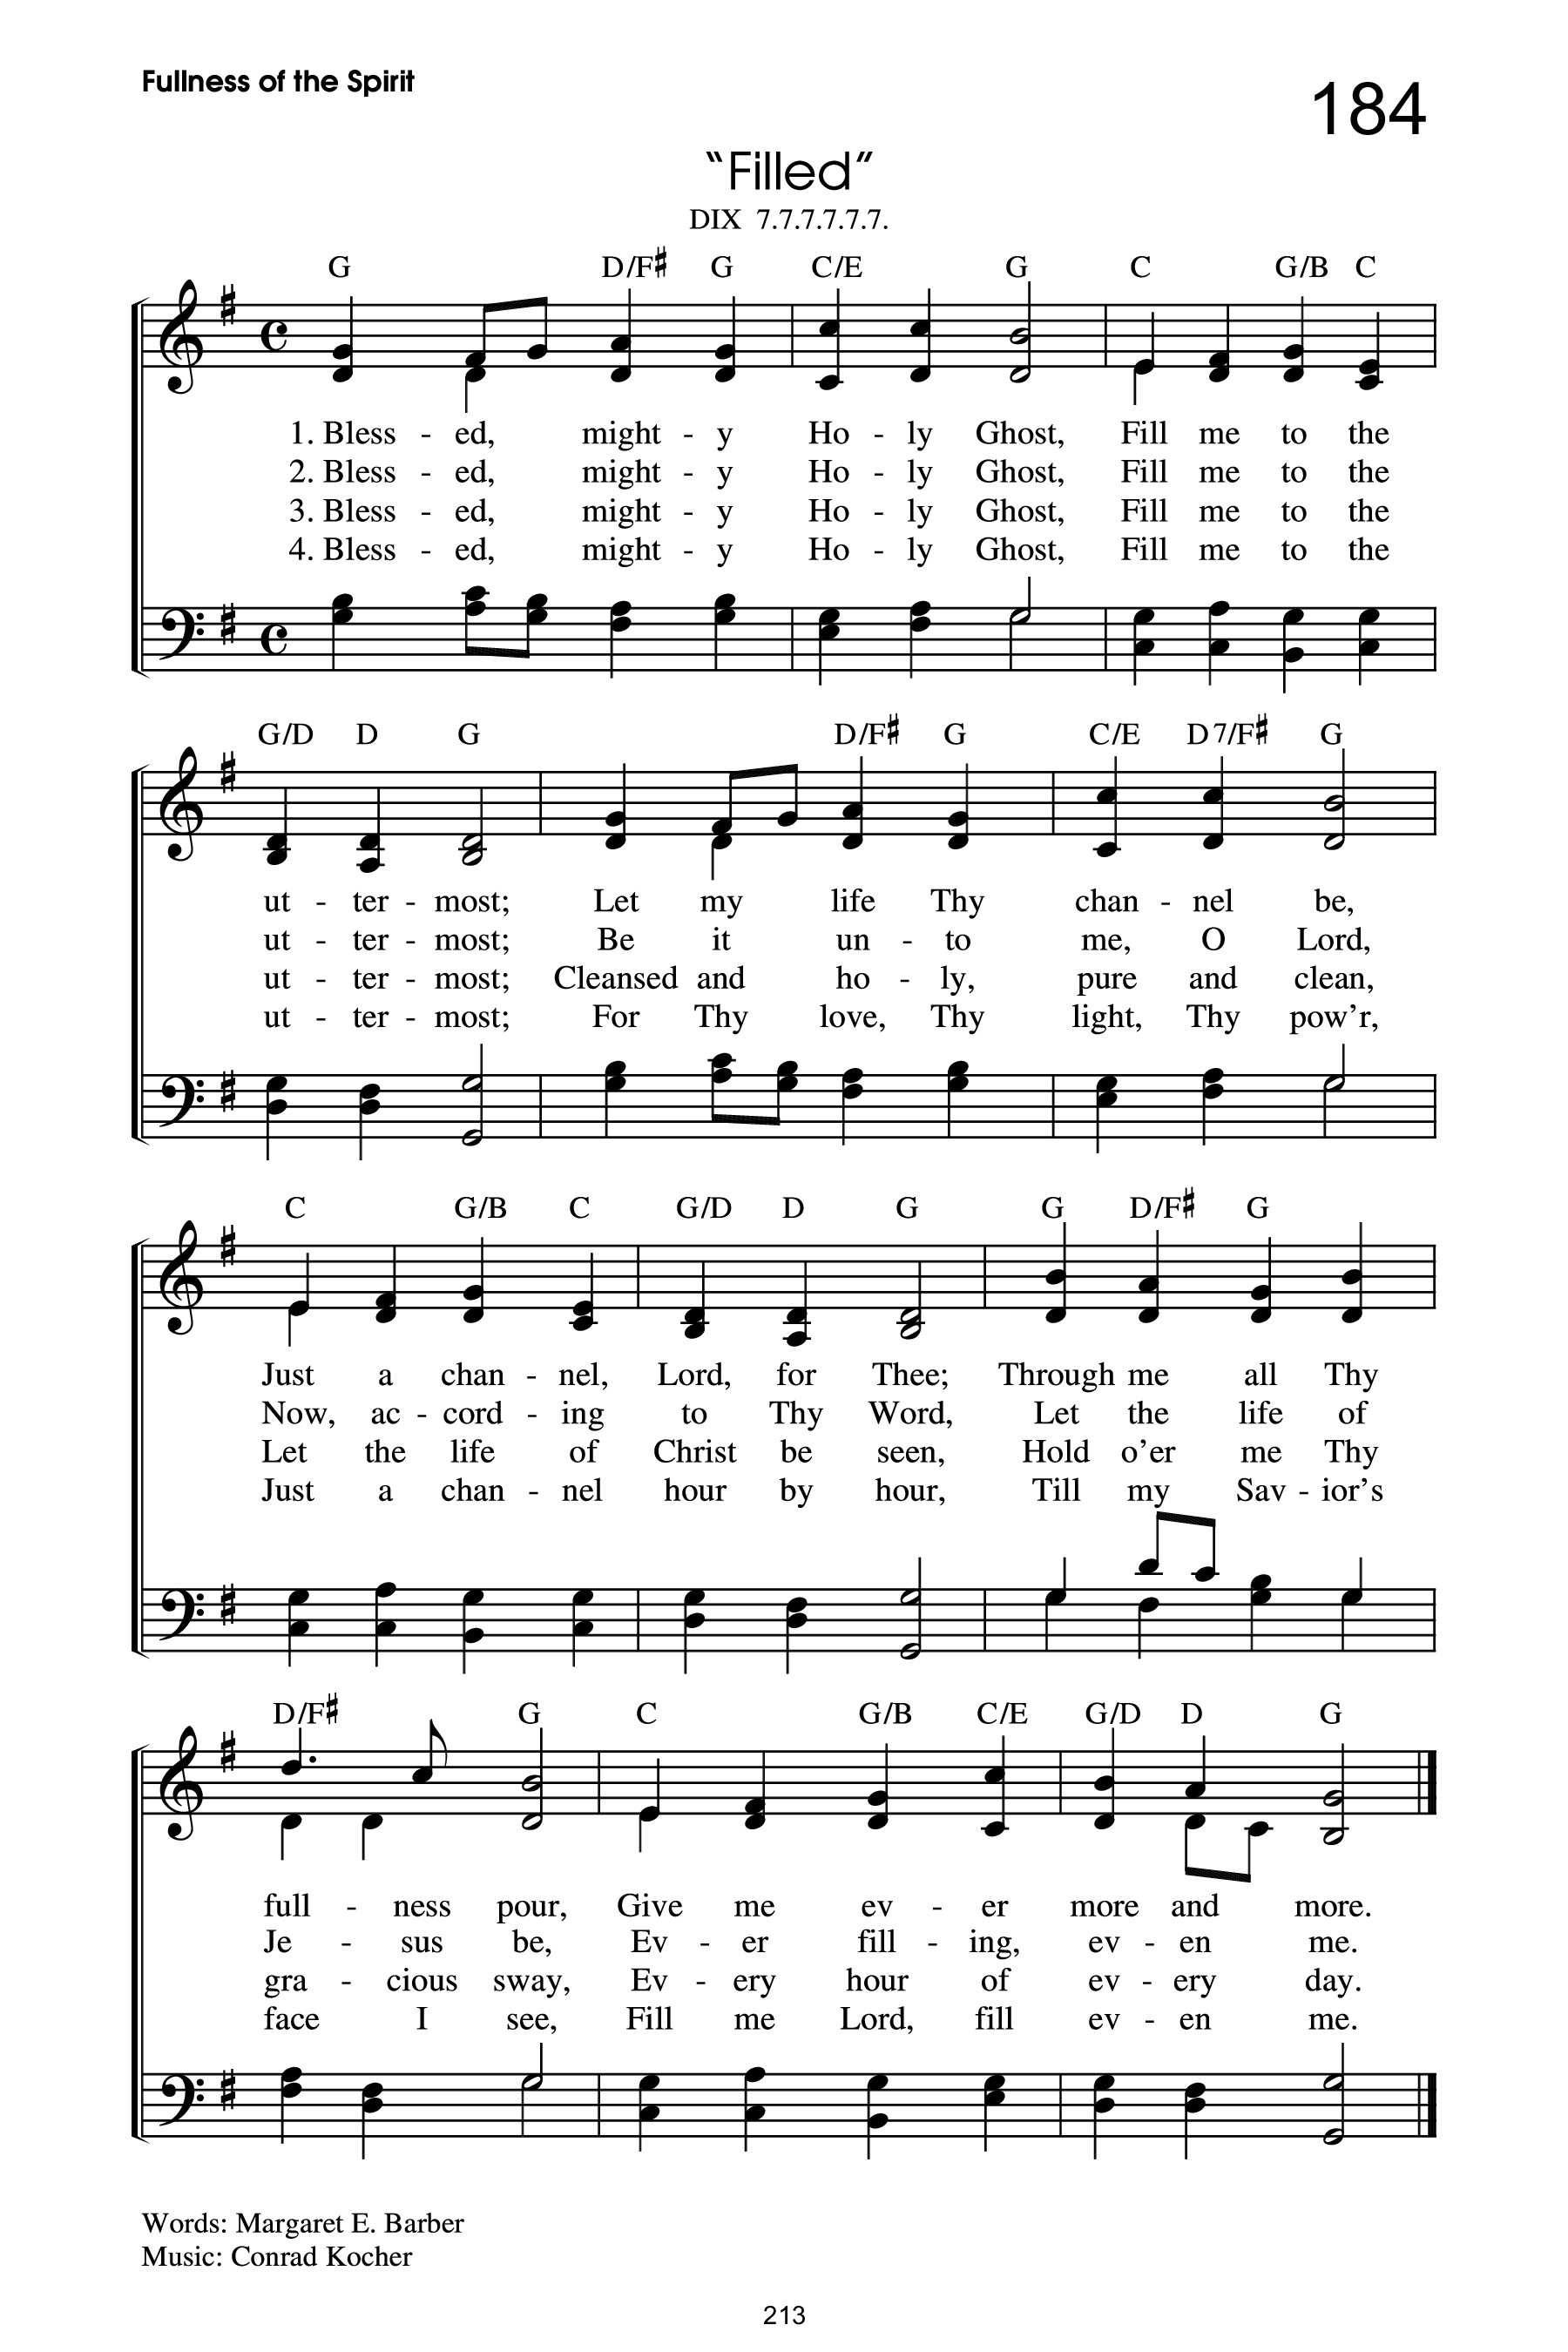 Fullness of the Spirit
184
“Filled”
DIX 7.7.7.7.7.7.
G D/F♯ G C/E G C G/B C
1. Bless - ed, might - y Ho - ly Ghost, Fill me to the
2. Bless - ed, might - y Ho - ly Ghost, Fill me to the
3. Bless - ed, might - y Ho - ly Ghost, Fill me to the
4. Bless - ed, might - y Ho - ly Ghost, Fill me to the
G/D D G D/F♯ G C/E D7/F♯ G
ut - ter - most; Let my life Thy chan - nel be,
ut - ter - most; Be it un - to me, O Lord,
ut - ter - most; Cleansed and ho - ly, pure and clean,
ut - ter - most; For Thy love, Thy light, Thy pow’r,
C G/B C G/D D G G D/F♯ G
Just a chan - nel, Lord, for Thee; Through me all Thy
Now, ac - cord - ing to Thy Word, Let the life of
Let the life of Christ be seen, Hold o’er me Thy
Just a chan - nel hour by hour, Till my Sav - ior’s
D/F♯ G C G/B C/E G/D D G
full - ness pour, Give me ev - er more and more.
Je - sus be, Ev - er fill - ing, ev - en me.
gra - cious sway, Ev - ery hour of ev - ery day.
face I see, Fill me Lord, fill ev - en me.
Words: Margaret E. Barber
Music: Conrad Kocher
213